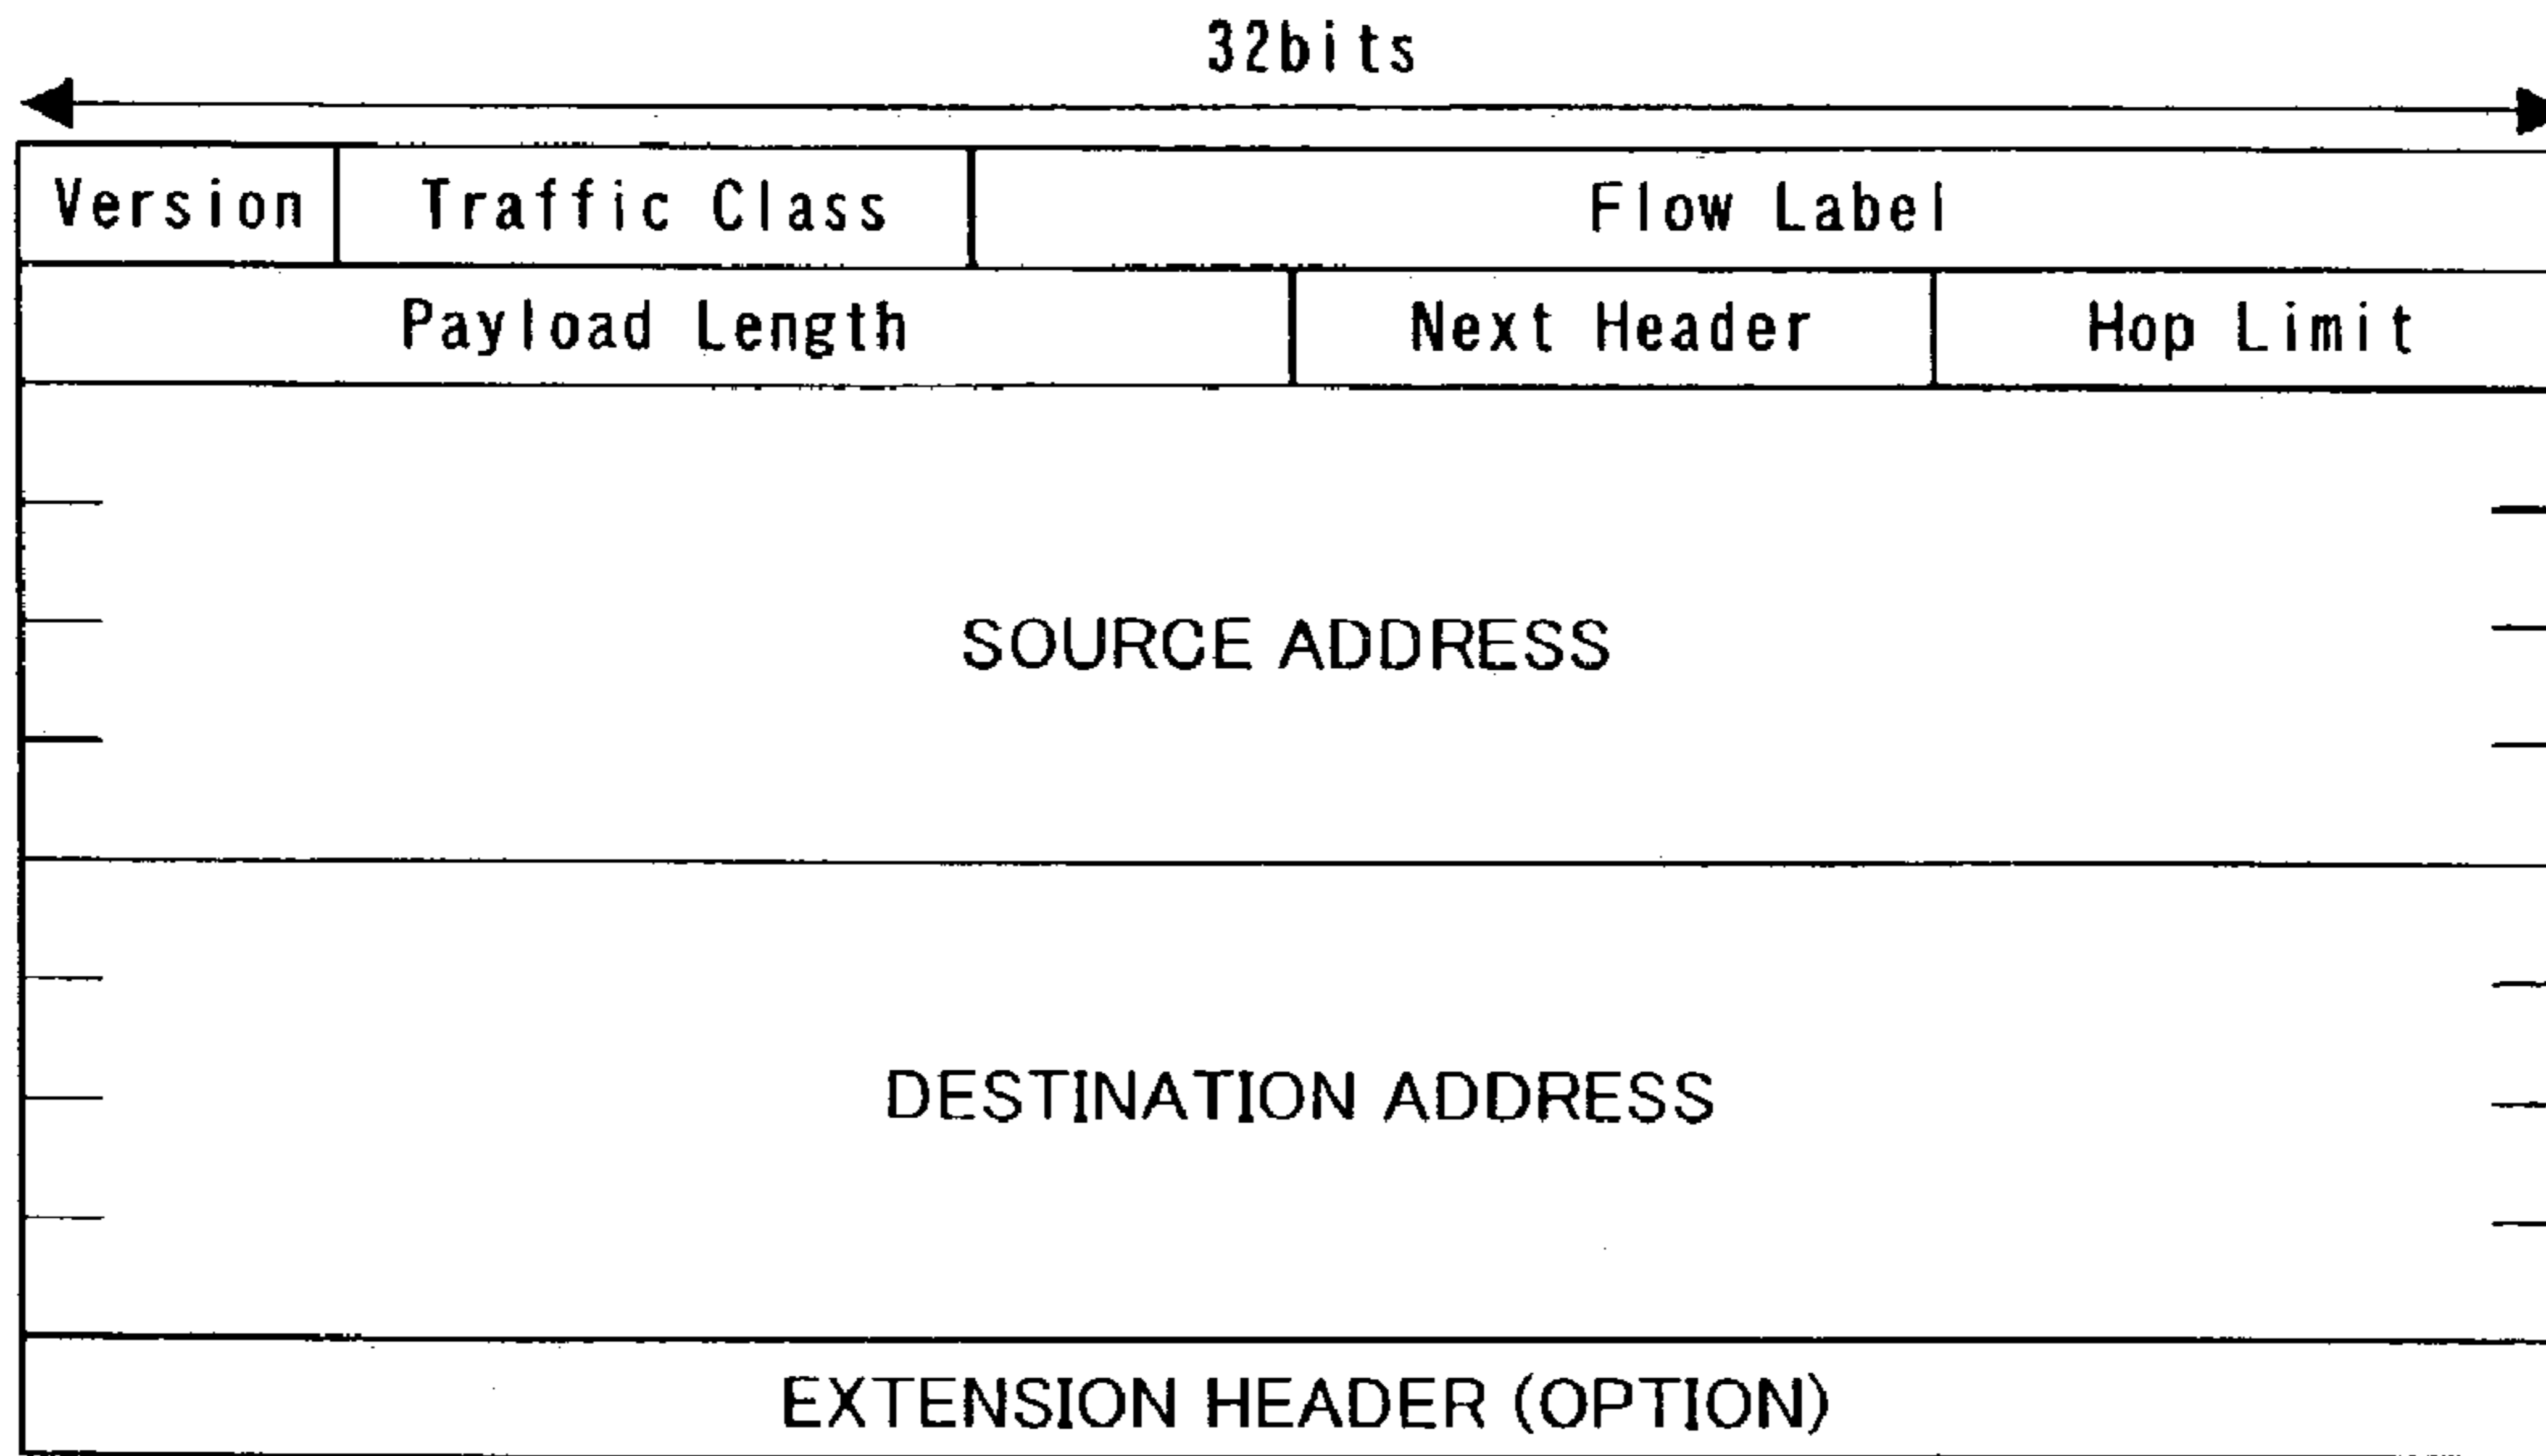 32bits
Version Traffic Class Flow Label
Payload Length Next Header Hop Limit
SOURCE ADDRESS
DESTINATION ADDRESS
EXTENSION HEADER (OPTION)